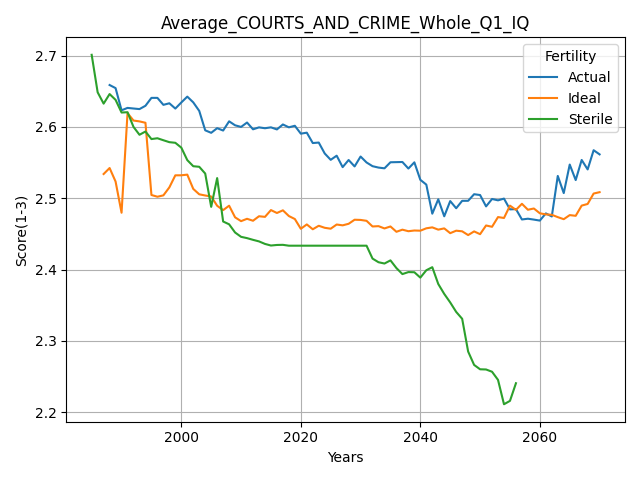 Average_COURTS_AND_CRIME_Whole_Q1_IQ
Fertility
Actual
Ideal
Sterile
Score(1-3)
2.7
2.6
2.5
2.4
2.3
2.2
2000 2020 2040 2060
Years